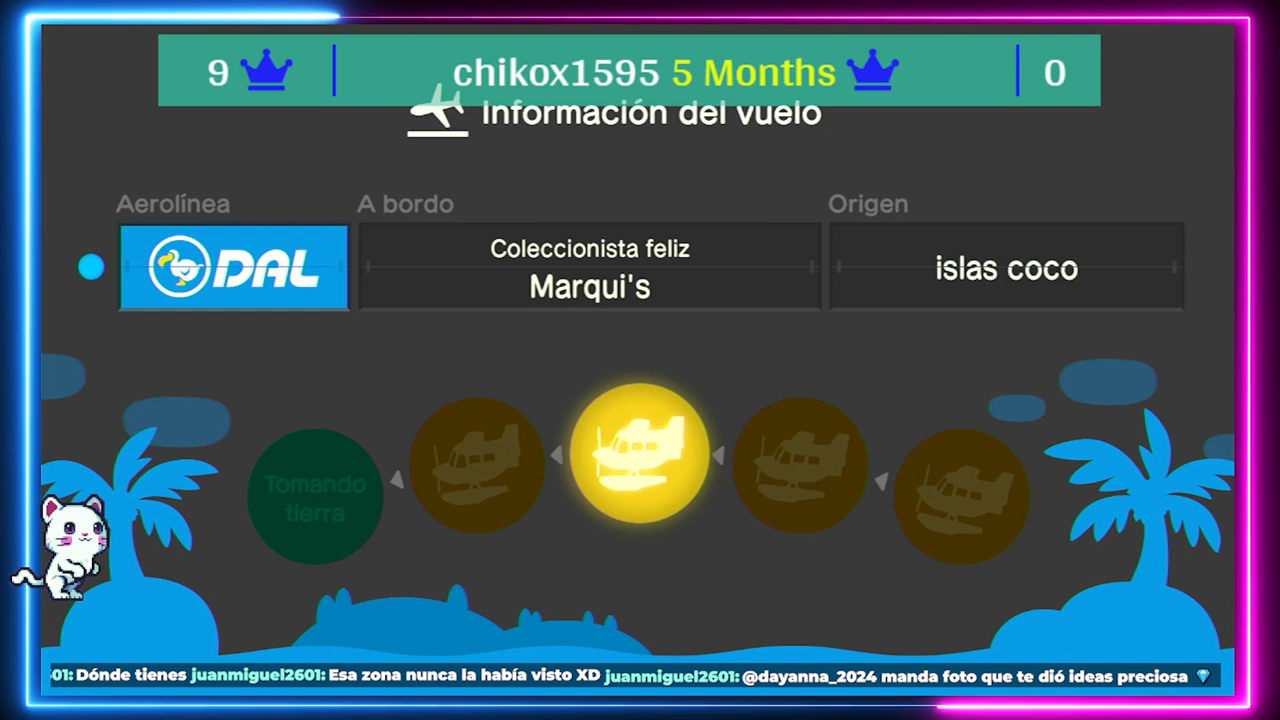 9
chikox1595 5 Months
0
Información del vuelo
Aerolínea
A bordo
Origen
DAL
Coleccionista feliz
Marqui's
islas coco
Tomando
tierra
01: Dónde tienes juanmiguel2601: Esa zona nunca la había visto XD juanmiguel2601: @dayanna_2024 manda foto que te dió ideas preciosa